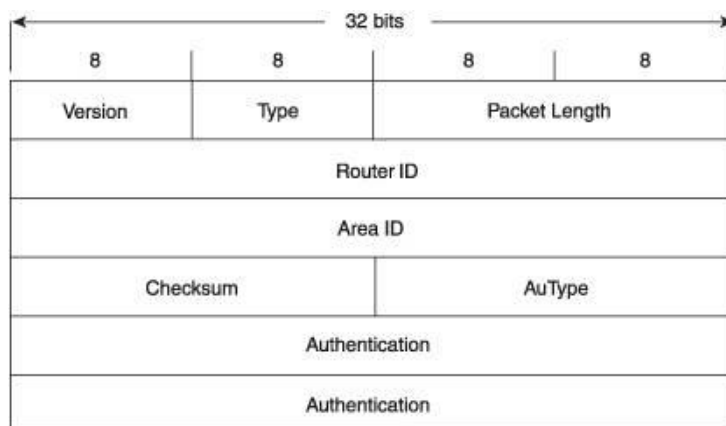 32 bits
8 8 8 8
Version Type Packet Length
Router ID
Area ID
Checksum AuType
Authentication
Authentication